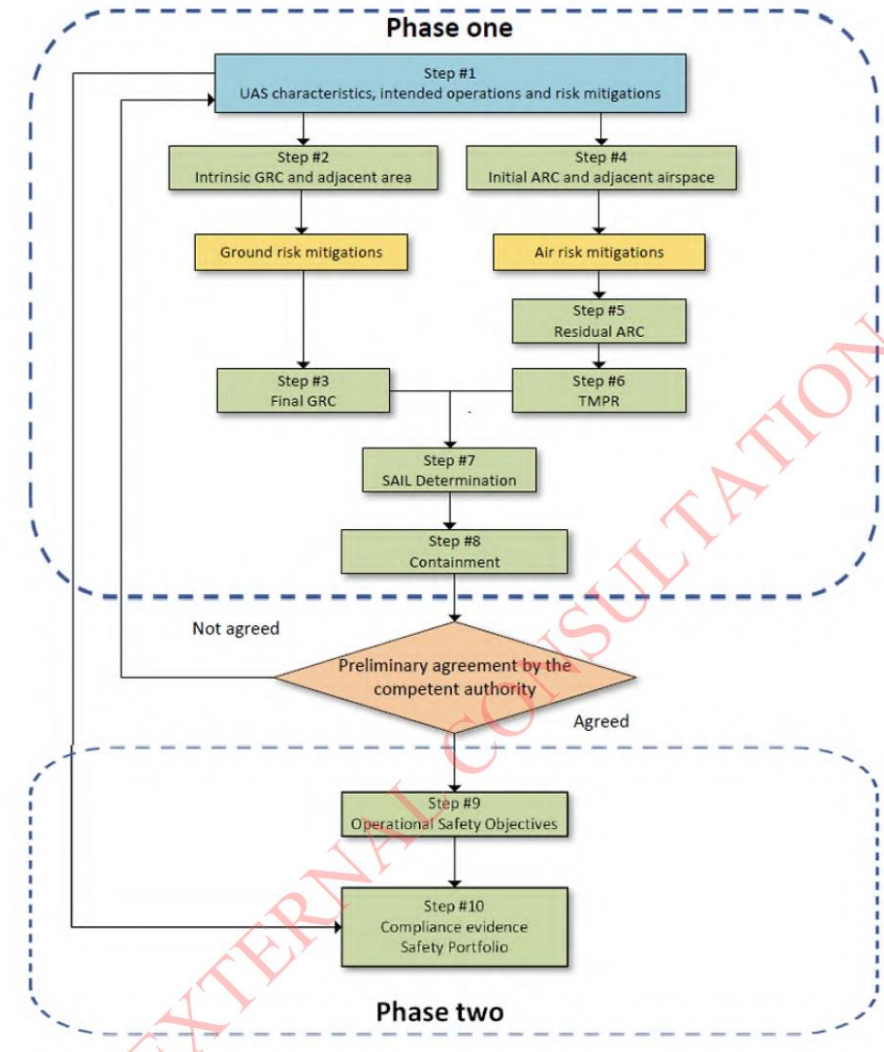 Phase one
Step #1
UAS characteristics, intended operations and risk mitigations
Step #2
Intrinsic GRC and adjacent area
Step #4
Initial ARC and adjacent airspace
Ground risk mitigations
Air risk mitigations
Step #5
Residual ARC
Step #3
Final GRC
Step #6
TMPR
Step #7
SAIL Determination
Step #8
Containment
Not agreed
Preliminary agreement by the
competent authority
Agreed
Step #9
Operational Safety Objectives
Step #10
Compliance evidence
Safety Portfolio
Phase two
EXTERNAL CONSULTATION